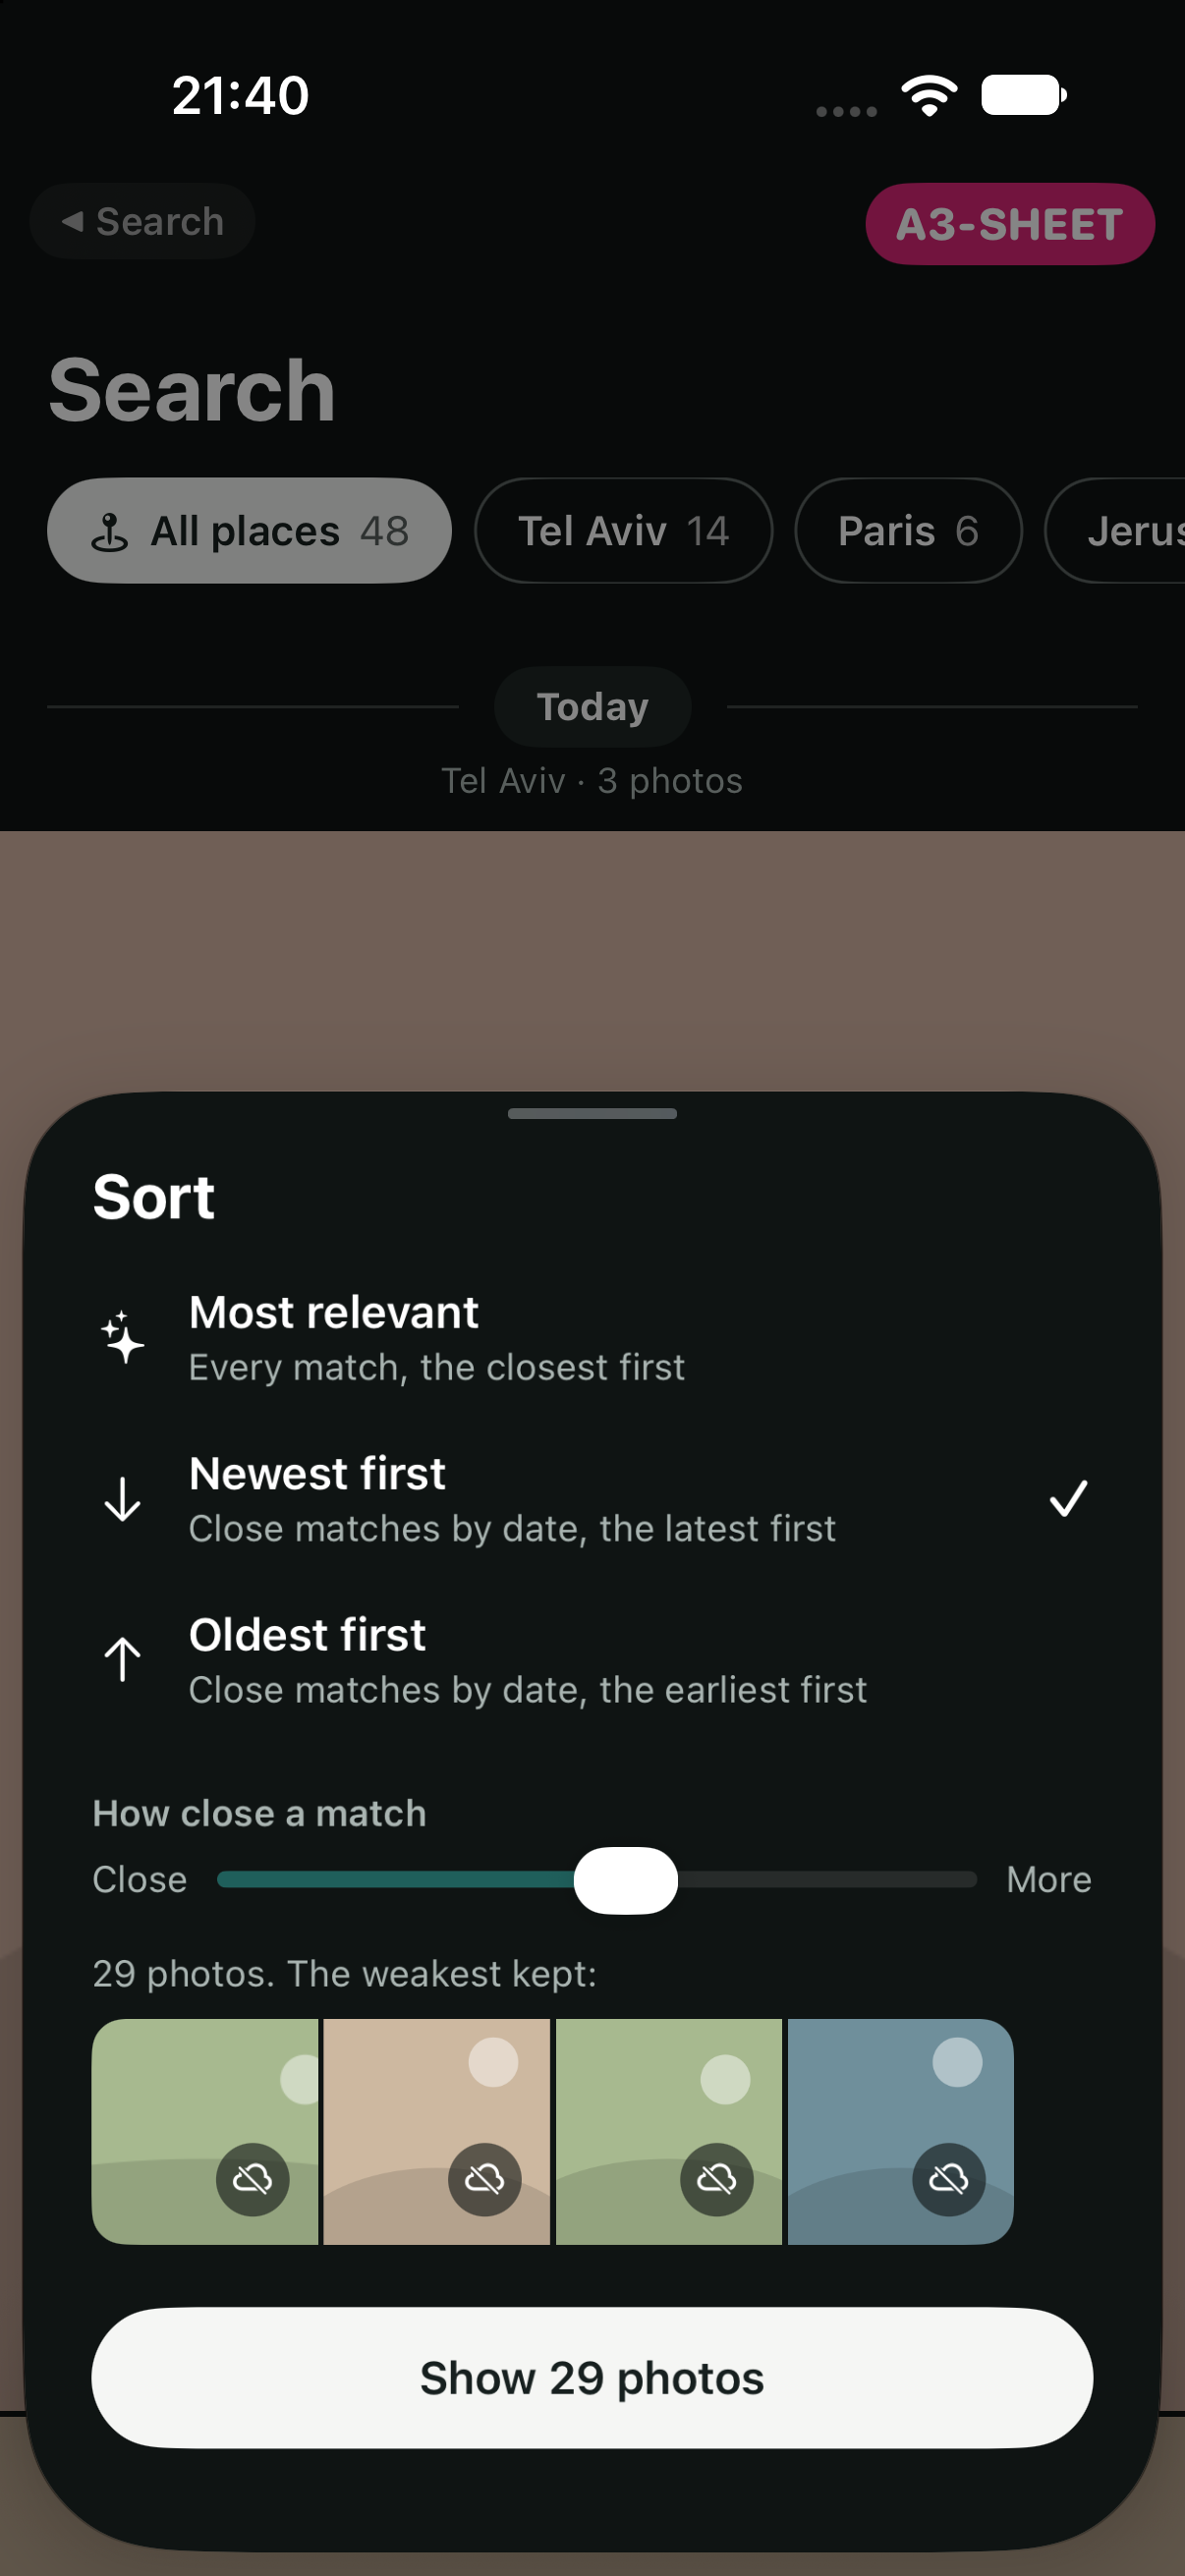 21:40
◀ Search
A3-SHEET
Search
All places 48
Tel Aviv 14
Paris 6
Jerus
Today
Tel Aviv · 3 photos
Sort
Most relevant
Every match, the closest first
Newest first
Close matches by date, the latest first
Oldest first
Close matches by date, the earliest first
How close a match
Close
More
29 photos. The weakest kept:
Show 29 photos